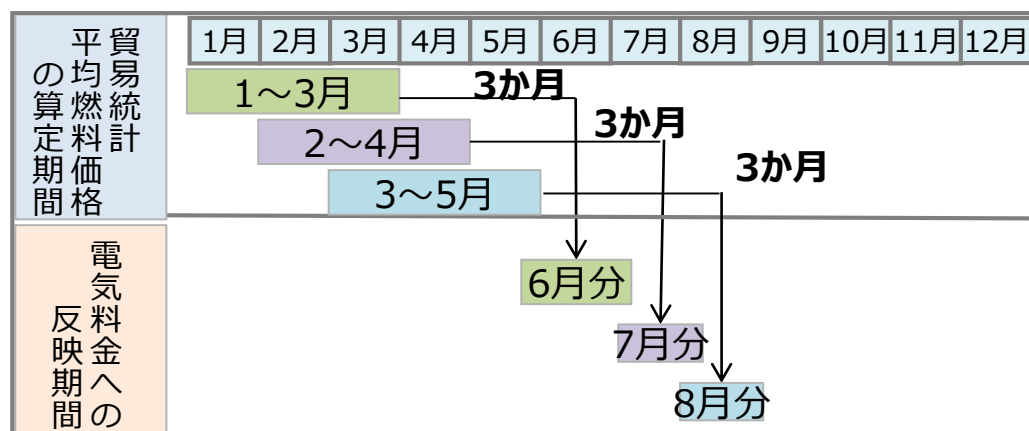 貿易統計
平均燃料価格
の算定期間
1月 2月 3月 4月 5月 6月 7月 8月 9月 10月 11月 12月
1～3月
3か月
2～4月
3か月
3～5月
3か月
電気料金への
反映期間
6月分
7月分
8月分